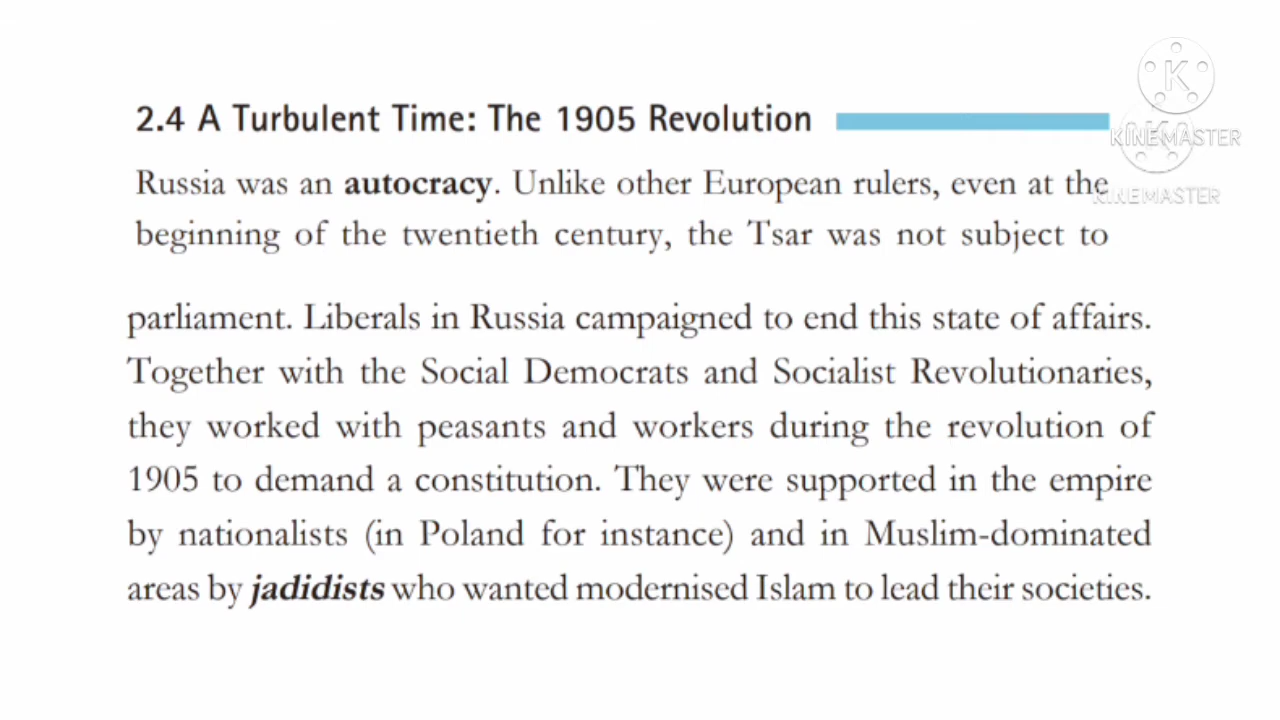 2.4 A Turbulent Time: The 1905 Revolution
K
KINEMASTER
KINEMASTER
Russia was an autocracy. Unlike other European rulers, even at the
beginning of the twentieth century, the Tsar was not subject to
parliament. Liberals in Russia campaigned to end this state of affairs.
Together with the Social Democrats and Socialist Revolutionaries,
they worked with peasants and workers during the revolution of
1905 to demand a constitution. They were supported in the empire
by nationalists (in Poland for instance) and in Muslim-dominated
areas by jadidists who wanted modernised Islam to lead their societies.